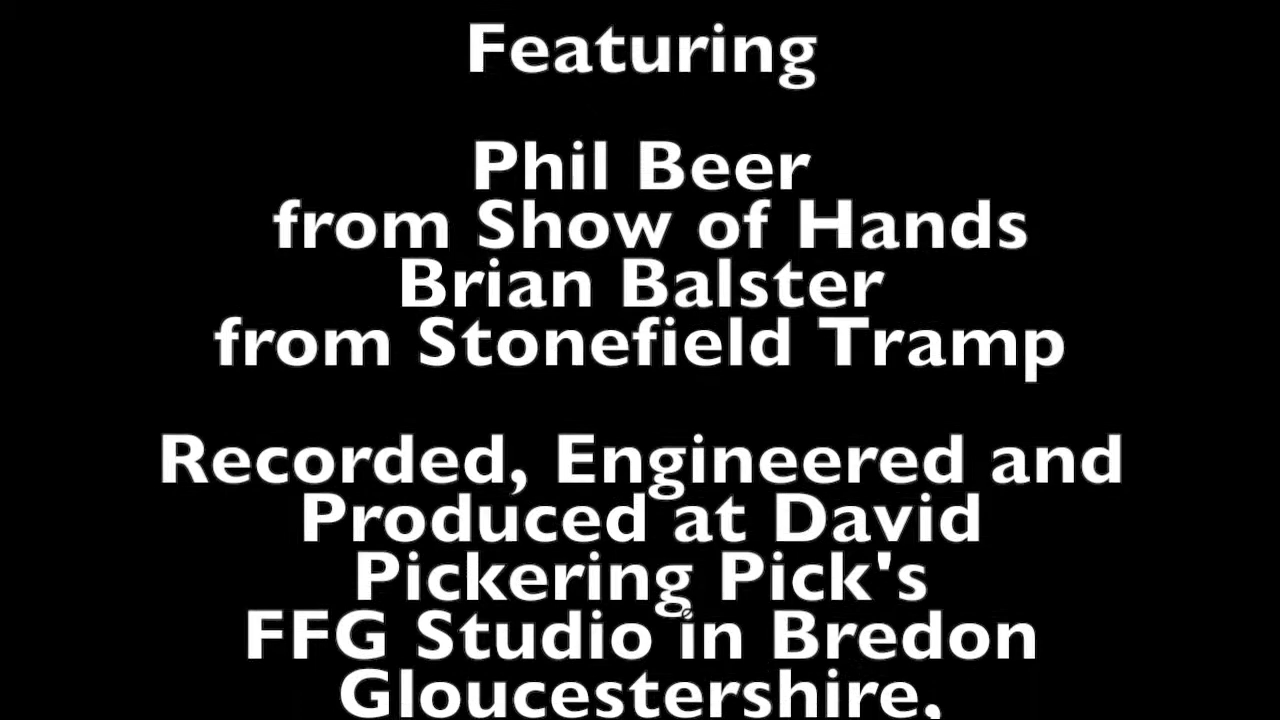 Featuring
Phil Beer
from Show of Hands
Brian Balster
from Stonefield Tramp
Recorded, Engineered and
Produced at David
Pickering Pick's
FFG Studio in Bredon
Gloucestershire,